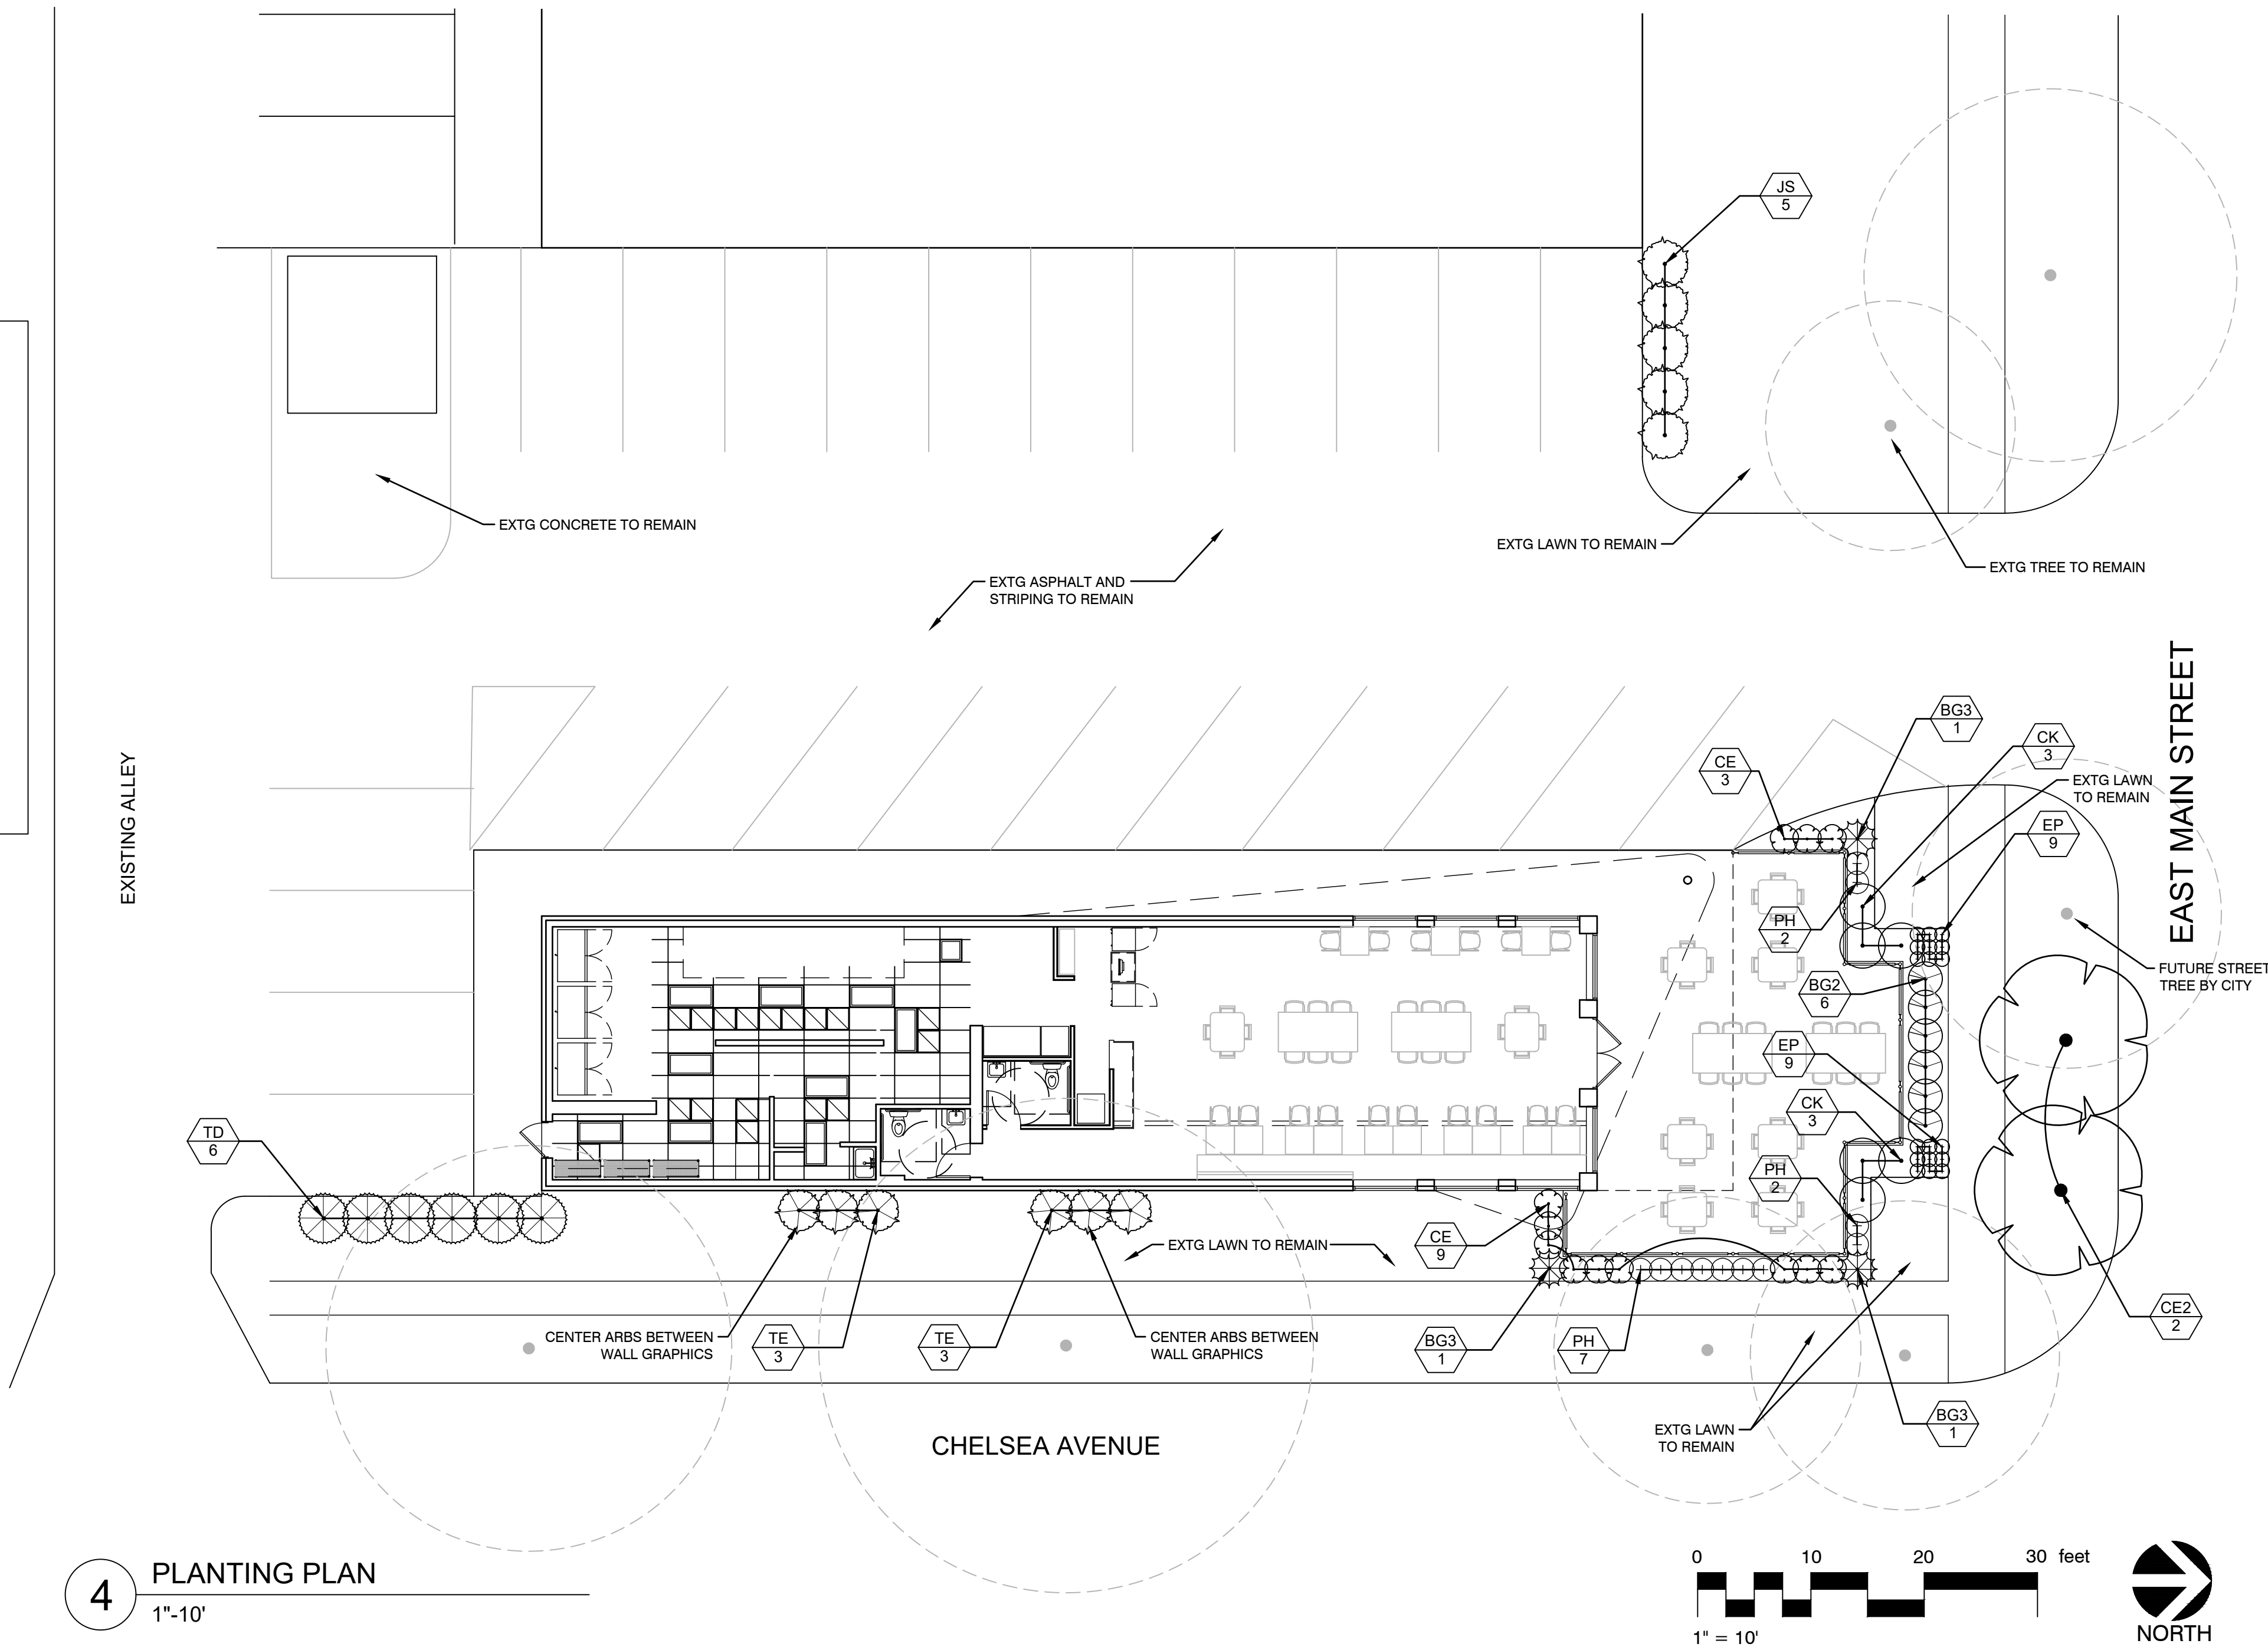 JS
5
EXTG CONCRETE TO REMAIN
EXTG LAWN TO REMAIN
EXTG TREE TO REMAIN
EXTG ASPHALT AND
STRIPING TO REMAIN
EAST MAIN STREET
EXISTING ALLEY
BG3
1
CK
3
CE
3
EXTG LAWN
TO REMAIN
EP
9
PH
2
FUTURE STREET
TREE BY CITY
BG2
6
EP
9
CK
3
TD
6
PH
2
CE
9
EXTG LAWN TO REMAIN
CE2
2
CENTER ARBS BETWEEN
WALL GRAPHICS
TE
3
TE
3
CENTER ARBS BETWEEN
WALL GRAPHICS
BG3
1
PH
7
BG3
1
EXTG LAWN
TO REMAIN
CHELSEA AVENUE
4
PLANTING PLAN
1"-10'
0 10 20 30 feet
1" = 10'
NORTH